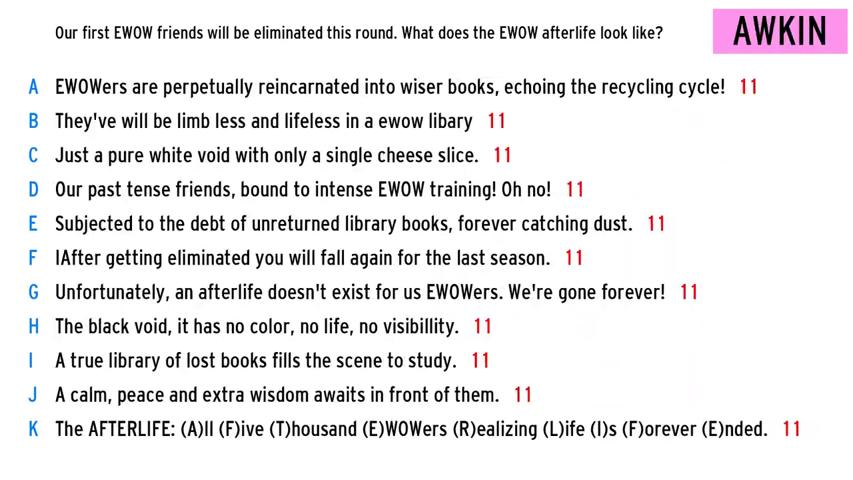 Our first EWOW friends will be eliminated this round. What does the EWOW afterlife look like?
AWKIN
A EWOWers are perpetually reincarnated into wiser books, echoing the recycling cycle! 11
B They've will be limb less and lifeless in a ewow libary 11
C Just a pure white void with only a single cheese slice. 11
D Our past tense friends, bound to intense EWOW training! Oh no! 11
E Subjected to the debt of unreturned library books, forever catching dust. 11
F IAfter getting eliminated you will fall again for the last season. 11
G Unfortunately, an afterlife doesn't exist for us EWOWers. We're gone forever! 11
H The black void, it has no color, no life, no visibillity. 11
I A true library of lost books fills the scene to study. 11
J A calm, peace and extra wisdom awaits in front of them. 11
K The AFTERLIFE: (A)ll (F)ive (T)housand (E)WOWers (R)ealizing (L)ife (I)s (F)orever (E)nded. 11